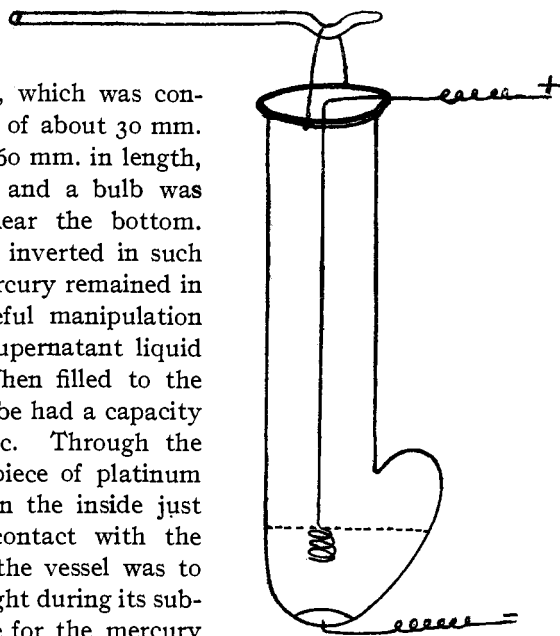 +
, which was con-
of about 30 mm.
60 mm. in length,
and a bulb was
near the bottom.
inverted in such
rcury remained in
eful manipulation
supernatant liquid
Then filled to the
be had a capacity
c. Through the
piece of platinum
n the inside just
contact with the
the vessel was to
ght during its sub-
e for the mercury
=